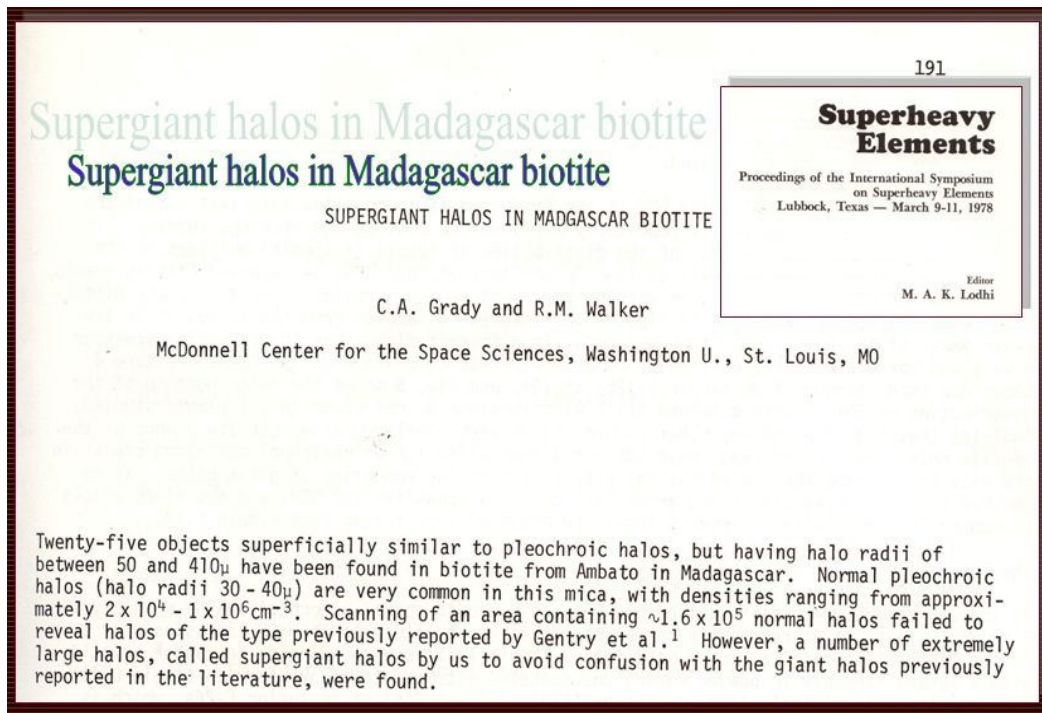 191
Supergiant halos in Madagascar biotite
Supergiant halos in Madagascar biotite
SUPERGIANT HALOS IN MADGASCAR BIOTITE
Superheavy
Elements
Proceedings of the International Symposium
on Superheavy Elements
Lubbock, Texas — March 9-11, 1978
Editor
M. A. K. Lodhi
C.A. Grady and R.M. Walker
McDonnell Center for the Space Sciences, Washington U., St. Louis, MO
Twenty-five objects superficially similar to pleochroic halos, but having halo radii of
between 50 and 410μ have been found in biotite from Ambato in Madagascar. Normal pleochroic
halos (halo radii 30 - 40μ) are very common in this mica, with densities ranging from approxi-
mately 2 x 10⁴ - 1 x 10⁶cm⁻³. Scanning of an area containing ~1.6 x 10⁵ normal halos failed to
reveal halos of the type previously reported by Gentry et al.¹ However, a number of extremely
large halos, called supergiant halos by us to avoid confusion with the giant halos previously
reported in the literature, were found.